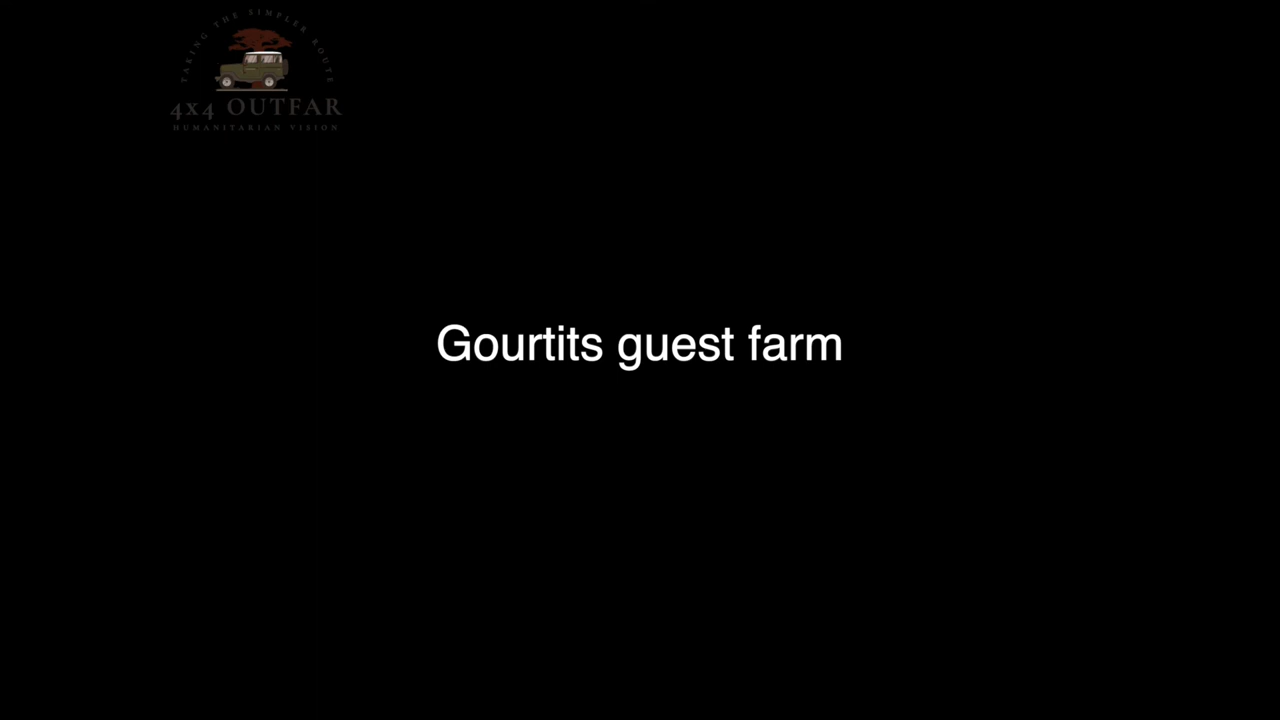 TAKING THE SIMPLER ROUTE
4x4 OUTFAR
HUMANITARIAN VISION
Gourtits guest farm